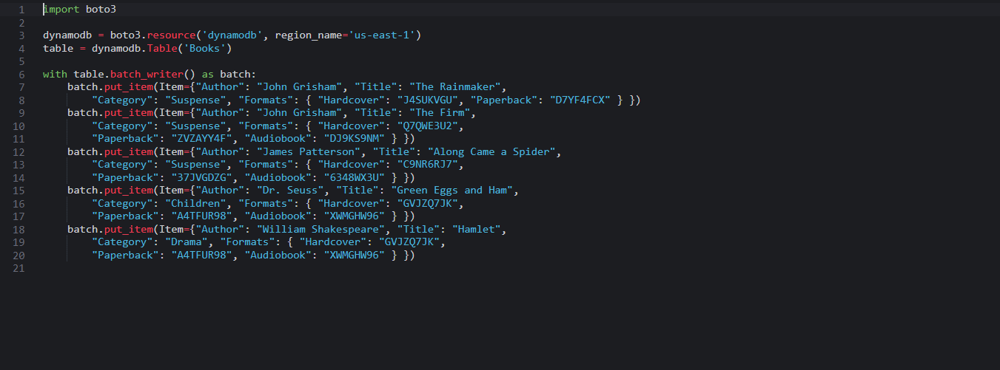 1 import boto3
2
3 dynamodb = boto3.resource('dynamodb', region_name='us-east-1')
4 table = dynamodb.Table('Books')
5
6 with table.batch_writer() as batch:
7     batch.put_item(Item={"Author": "John Grisham", "Title": "The Rainmaker",
8         "Category": "Suspense", "Formats": { "Hardcover": "J4SUKVGU", "Paperback": "D7YF4FCX" } })
9     batch.put_item(Item={"Author": "John Grisham", "Title": "The Firm",
10         "Category": "Suspense", "Formats": { "Hardcover": "Q7QWE3U2",
11         "Paperback": "ZVZAYY4F", "Audiobook": "DJ9KS9NM" } })
12     batch.put_item(Item={"Author": "James Patterson", "Title": "Along Came a Spider",
13         "Category": "Suspense", "Formats": { "Hardcover": "C9NR6RJ7",
14         "Paperback": "37JVGDZG", "Audiobook": "6348WX3U" } })
15     batch.put_item(Item={"Author": "Dr. Seuss", "Title": "Green Eggs and Ham",
16         "Category": "Children", "Formats": { "Hardcover": "GVJZQ7JK",
17         "Paperback": "A4TFUR98", "Audiobook": "XWMGHW96" } })
18     batch.put_item(Item={"Author": "William Shakespeare", "Title": "Hamlet",
19         "Category": "Drama", "Formats": { "Hardcover": "GVJZQ7JK",
20         "Paperback": "A4TFUR98", "Audiobook": "XWMGHW96" } })
21